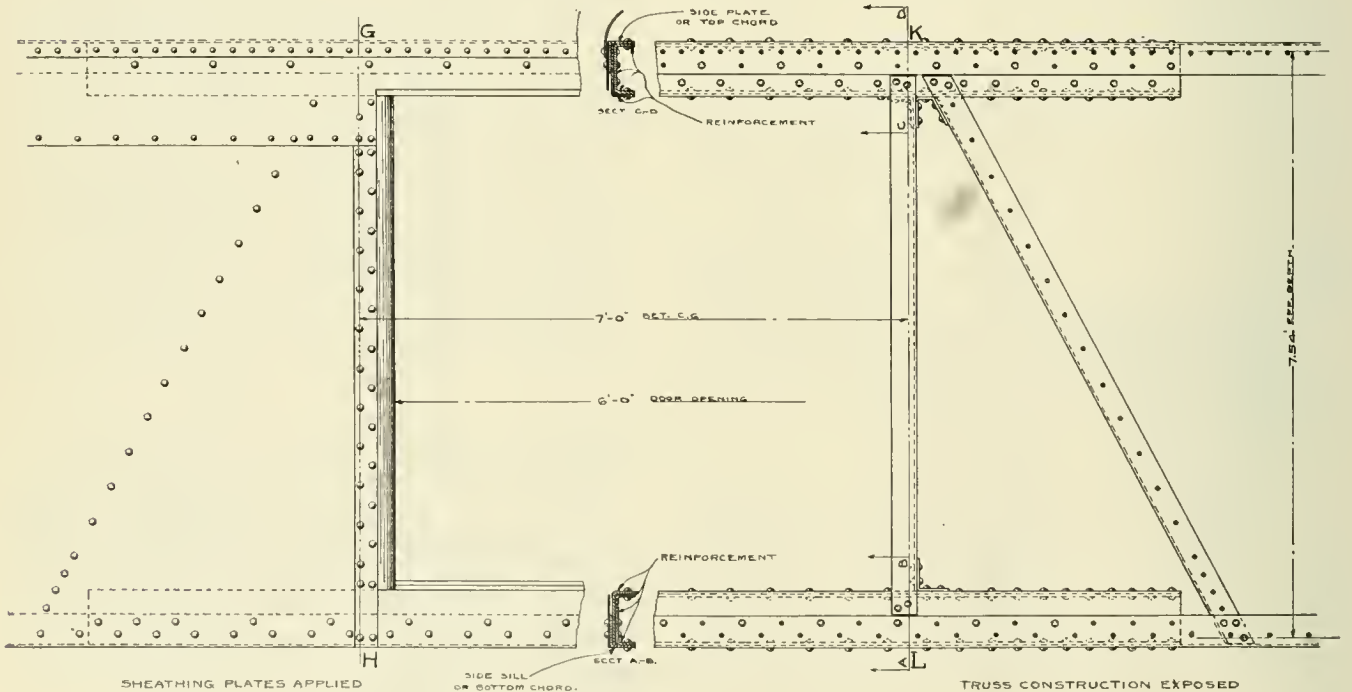 SIDE PLATE
OR TOP CHORD
G
D
K
SECT. C-D
REINFORCEMENT
C
7'-0" BET. C.G
7.54' EFF. DEPTH.
6'-0" DOOR OPENING
REINFORCEMENT
B
SECT A-B.
H
A
L
SIDE SILL
OR BOTTOM CHORD.
SHEATHING PLATES APPLIED
TRUSS CONSTRUCTION EXPOSED